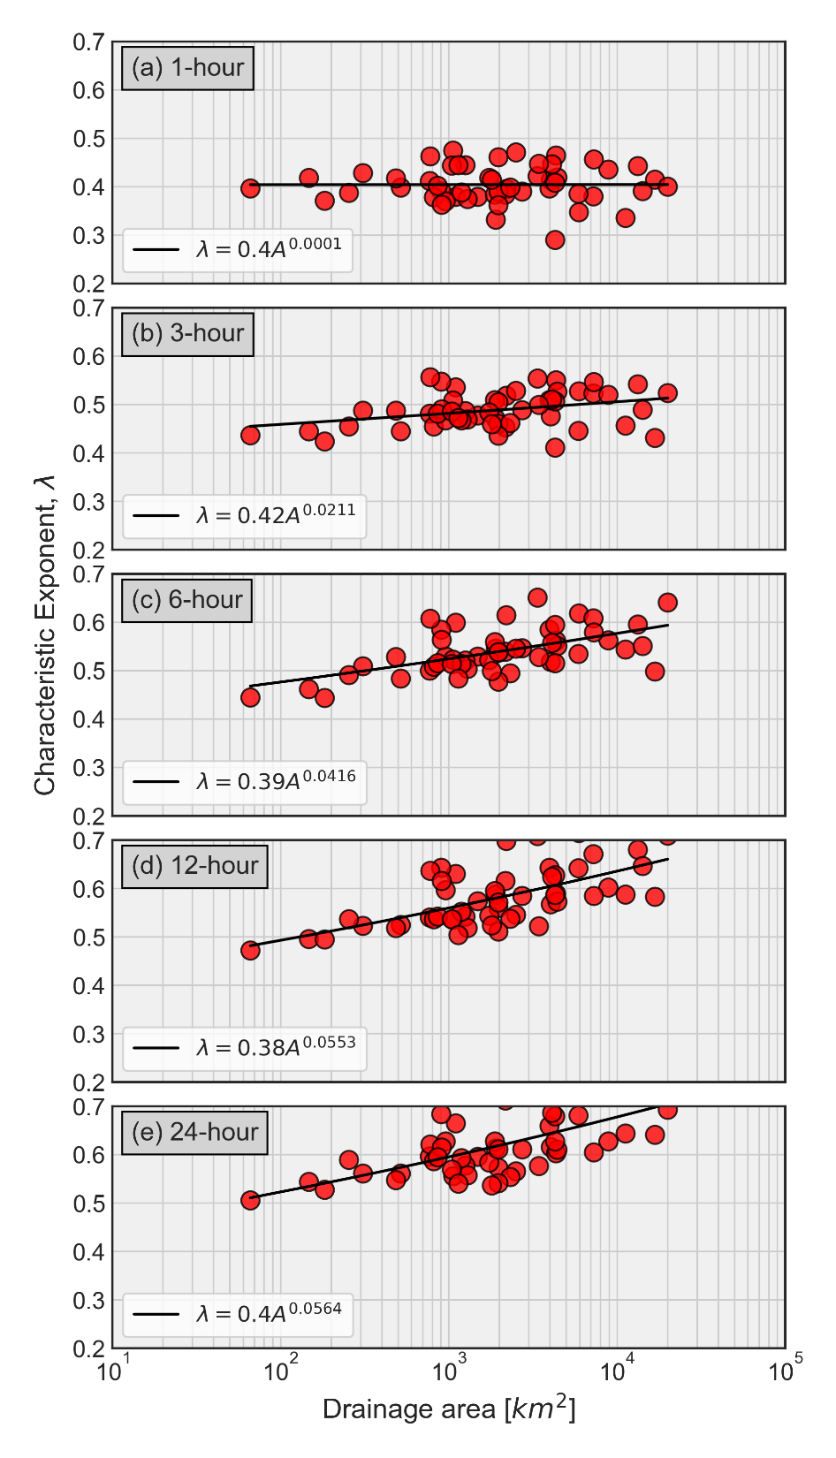 0.7
(a) 1-hour
0.6
0.5
0.4
0.3
λ = 0.4A^0.0001
0.2
0.7
(b) 3-hour
0.6
0.5
0.4
0.3
λ = 0.42A^0.0211
0.2
0.7
(c) 6-hour
0.6
0.5
0.4
0.3
λ = 0.39A^0.0416
0.2
0.7
(d) 12-hour
0.6
0.5
0.4
0.3
λ = 0.38A^0.0553
0.2
0.7
(e) 24-hour
0.6
0.5
0.4
0.3
λ = 0.4A^0.0564
0.2
Characteristic Exponent, λ
10^1 10^2 10^3 10^4 10^5
Drainage area [km^2]